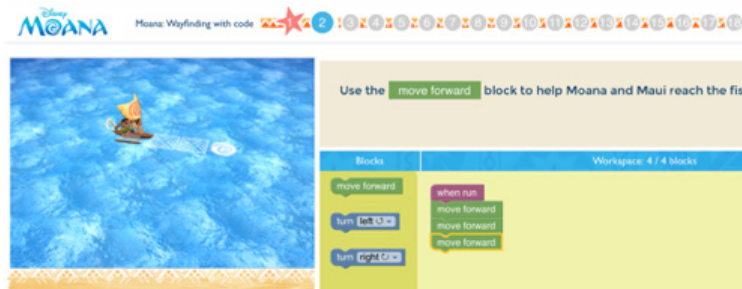 Disney
MOANA
Moana: Wayfinding with code
1 2 3 4 5 6 7 8 9 10 11 12 13 14 15 16 17 18
Use the move forward block to help Moana and Maui reach the fis
Blocks
Workspace: 4 / 4 blocks
move forward
turn left ↺
turn right ↻
when run
move forward
move forward
move forward